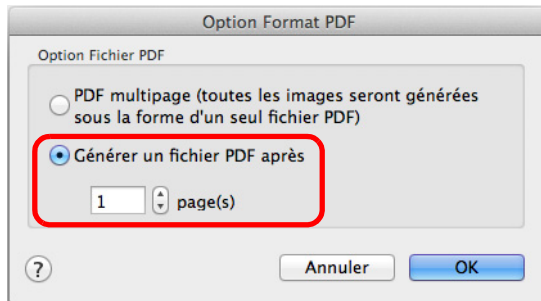 Option Format PDF
Option Fichier PDF
PDF multipage (toutes les images seront générées
sous la forme d'un seul fichier PDF)
Générer un fichier PDF après
1 page(s)
? Annuler OK